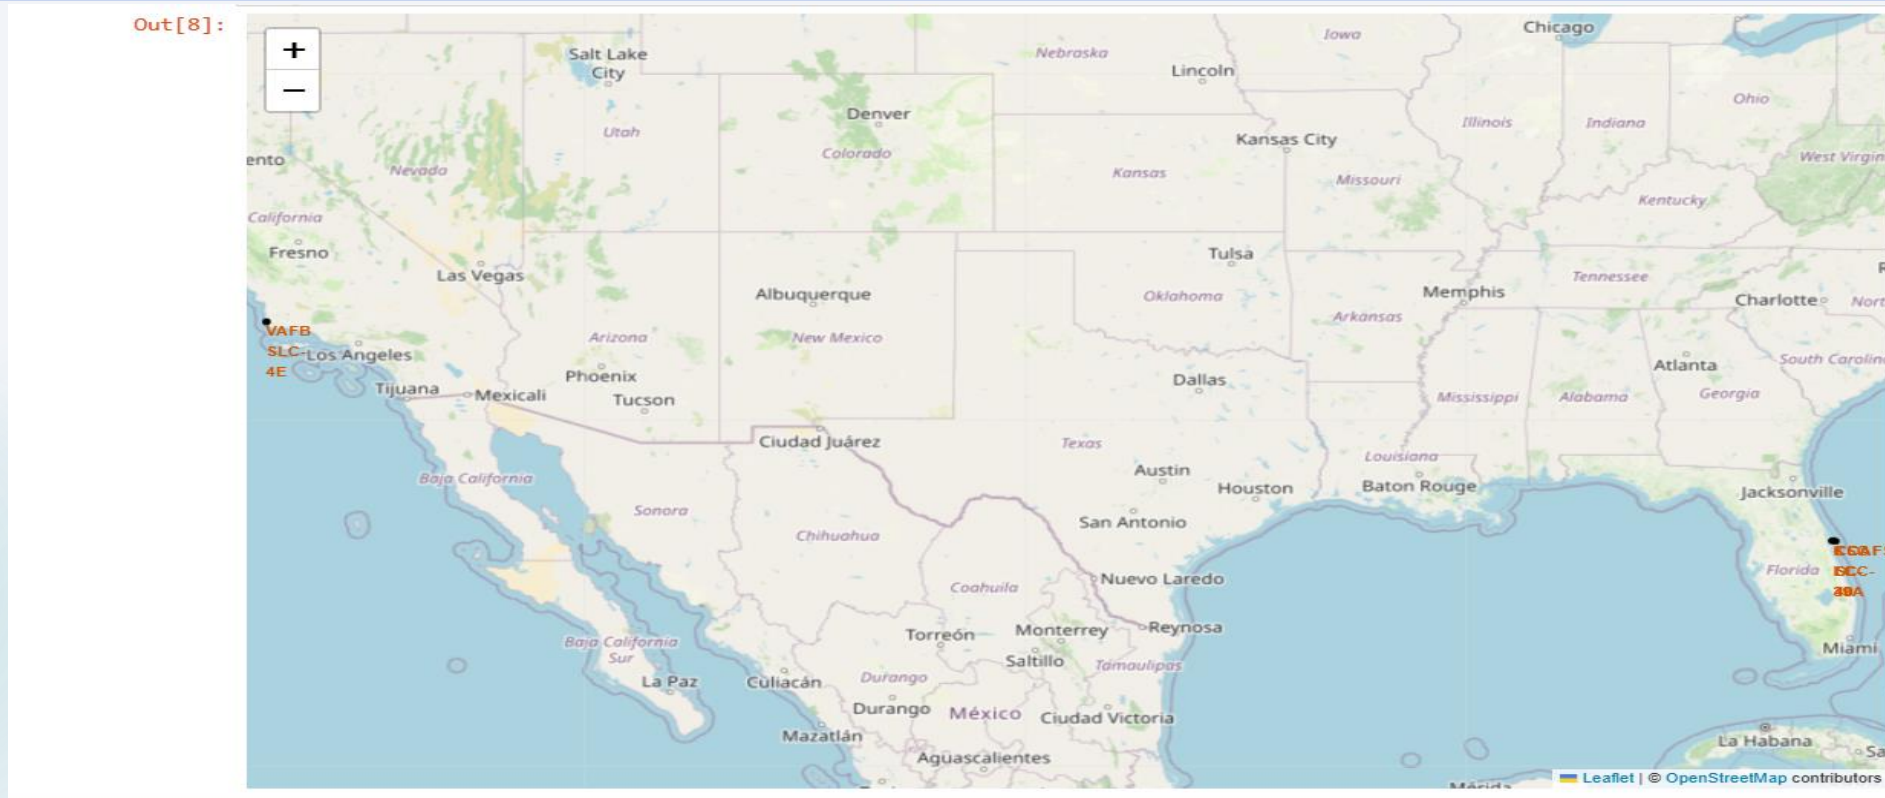 Out[8]:
+
−
Salt Lake
City
Nebraska
Iowa
Chicago
Lincoln
Denver
Utah
Colorado
Nevada
ento
Kansas City
Illinois
Indiana
Ohio
West Virgin
Kansas
Missouri
Kentucky
California
Fresno
Las Vegas
Tulsa
Tennessee
Albuquerque
Oklahoma
Memphis
Charlotte
Nort
Arkansas
VAFB
SLC-
4E
Los Angeles
Arizona
New Mexico
Atlanta
South Carolin
Phoenix
Dallas
Tijuana
Mexicali
Tucson
Mississippi
Alabama
Georgia
Ciudad Juárez
Texas
Louisiana
Austin
Baja California
Houston
Baton Rouge
Jacksonville
Sonora
San Antonio
Chihuahua
Florida
Nuevo Laredo
Coahuila
Torreón
Monterrey
Reynosa
Baja California
Sur
Saltillo
Tamaulipas
Miami
La Paz
Culiacán
Durango
Durango
México
Ciudad Victoria
Mazatlán
Aguascalientes
La Habana
Sa
Leaflet | © OpenStreetMap contributors